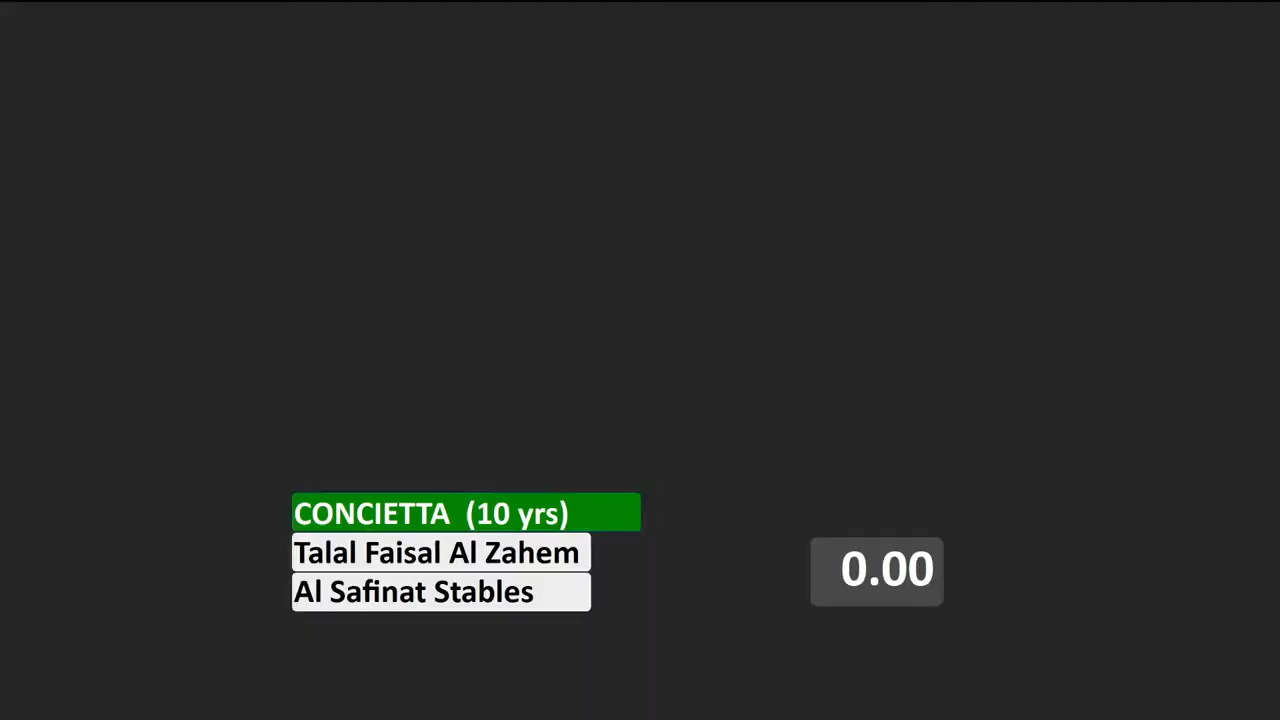 CONCIETTA (10 yrs)
Talal Faisal Al Zahem
Al Safinat Stables
0.00